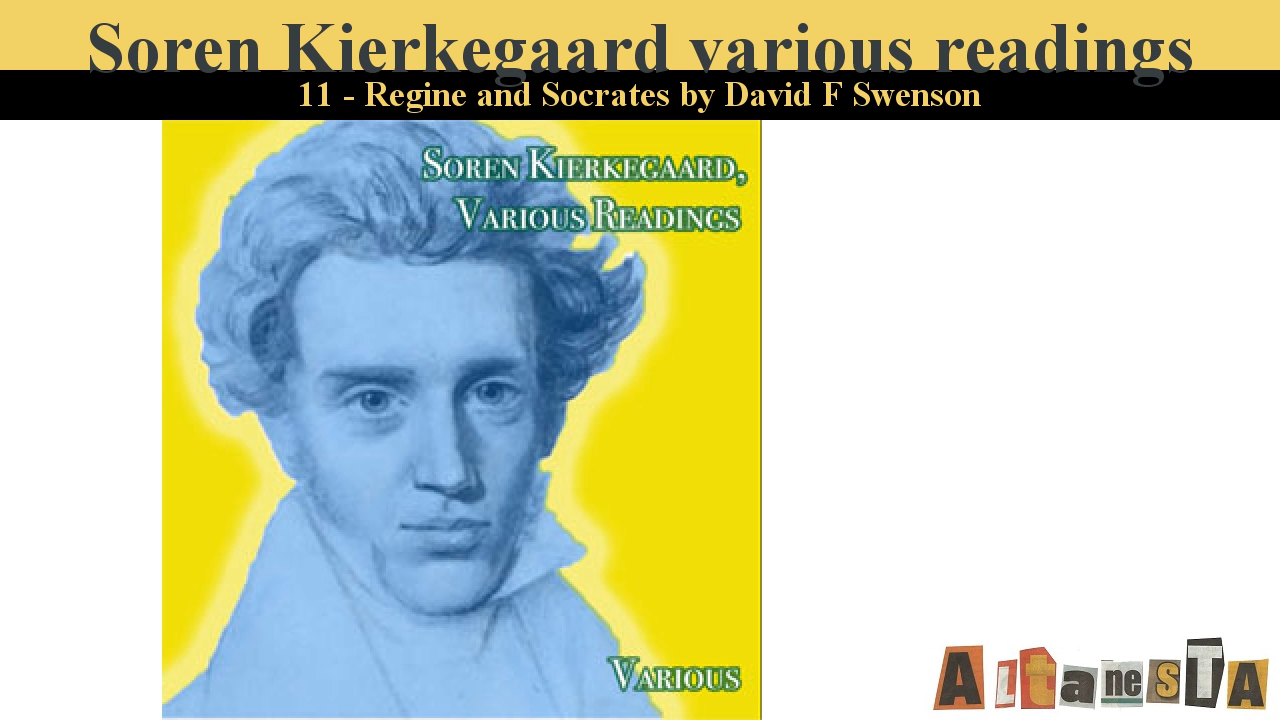 Soren Kierkegaard various readings
11 - Regine and Socrates by David F Swenson
Soren Kierkegaard,
Various Readings
Various
AltanesTA